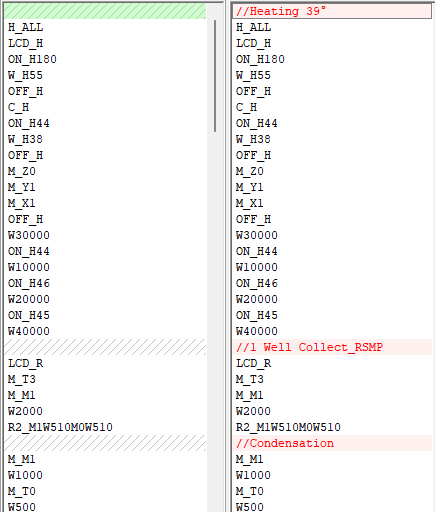 H_ALL
LCD_H
ON_H180
W_H55
OFF_H
C_H
ON_H44
W_H38
OFF_H
M_Z0
M_Y1
M_X1
OFF_H
W30000
ON_H44
W10000
ON_H46
W20000
ON_H45
W40000
LCD_R
M_T3
M_M1
W2000
R2_M1W510M0W510
M_M1
W1000
M_T0
W500
//Heating 39°
H_ALL
LCD_H
ON_H180
W_H55
OFF_H
C_H
ON_H44
W_H38
OFF_H
M_Z0
M_Y1
M_X1
OFF_H
W30000
ON_H44
W10000
ON_H46
W20000
ON_H45
W40000
//1 Well Collect_RSMP
LCD_R
M_T3
M_M1
W2000
R2_M1W510M0W510
//Condensation
M_M1
W1000
M_T0
W500